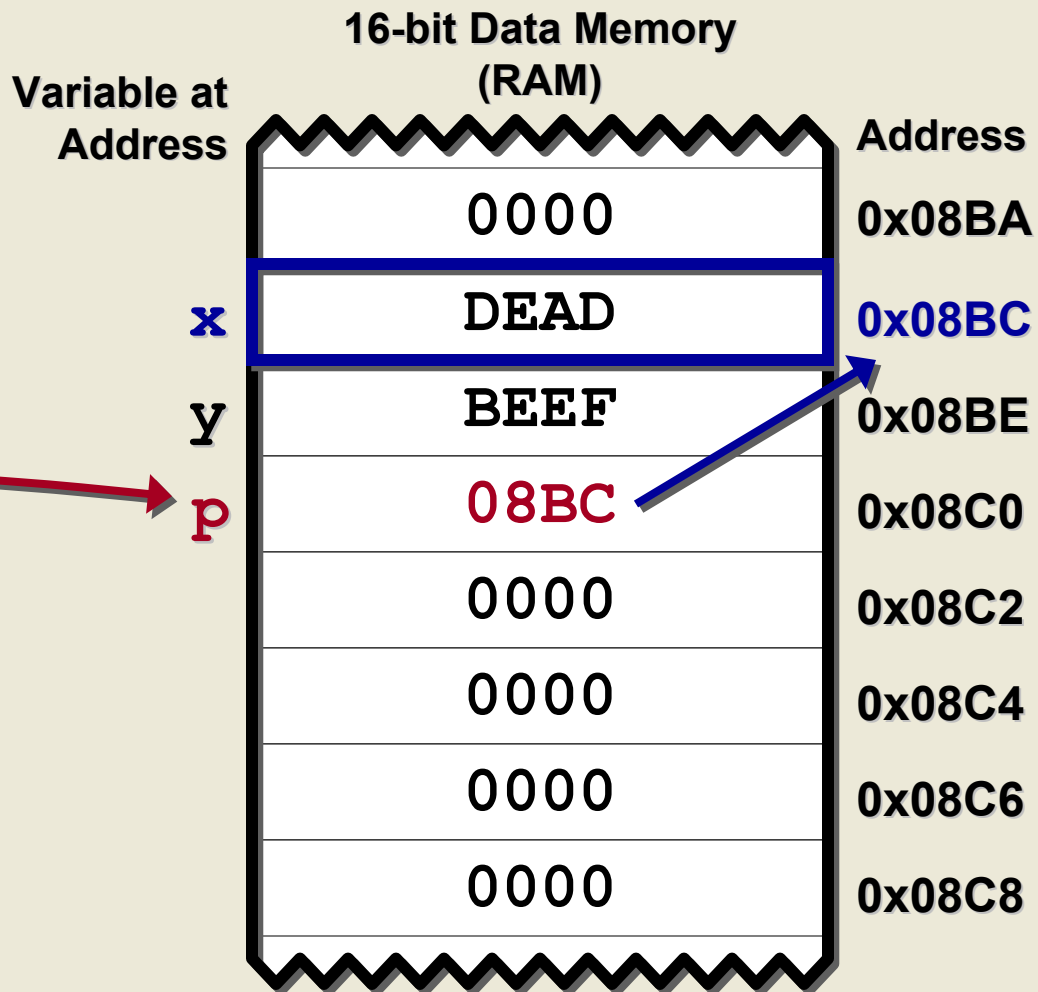 16-bit Data Memory
(RAM)
Variable at
Address
Address
0000 0x08BA
x DEAD 0x08BC
y BEEF 0x08BE
p 08BC 0x08C0
0000 0x08C2
0000 0x08C4
0000 0x08C6
0000 0x08C8